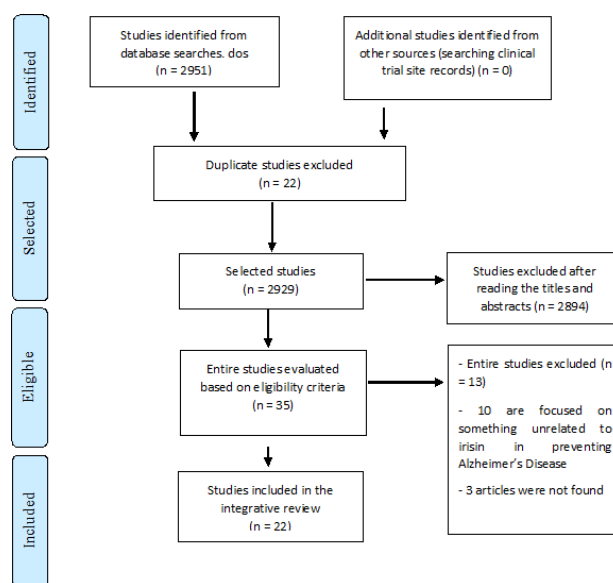 Identified
Studies identified from
database searches. dos
(n = 2951)
Additional studies identified from
other sources (searching clinical
trial site records) (n = 0)
Selected
Duplicate studies excluded
(n = 22)
Selected studies
(n = 2929)
Studies excluded after
reading the titles and
abstracts (n = 2894)
Eligible
Entire studies evaluated
based on eligibility criteria
(n = 35)
- Entire studies excluded (n
= 13)
- 10 are focused on
something unrelated to
irisin in preventing
Alzheimer's Disease
- 3 articles were not found
Included
Studies included in the
integrative review
(n = 22)